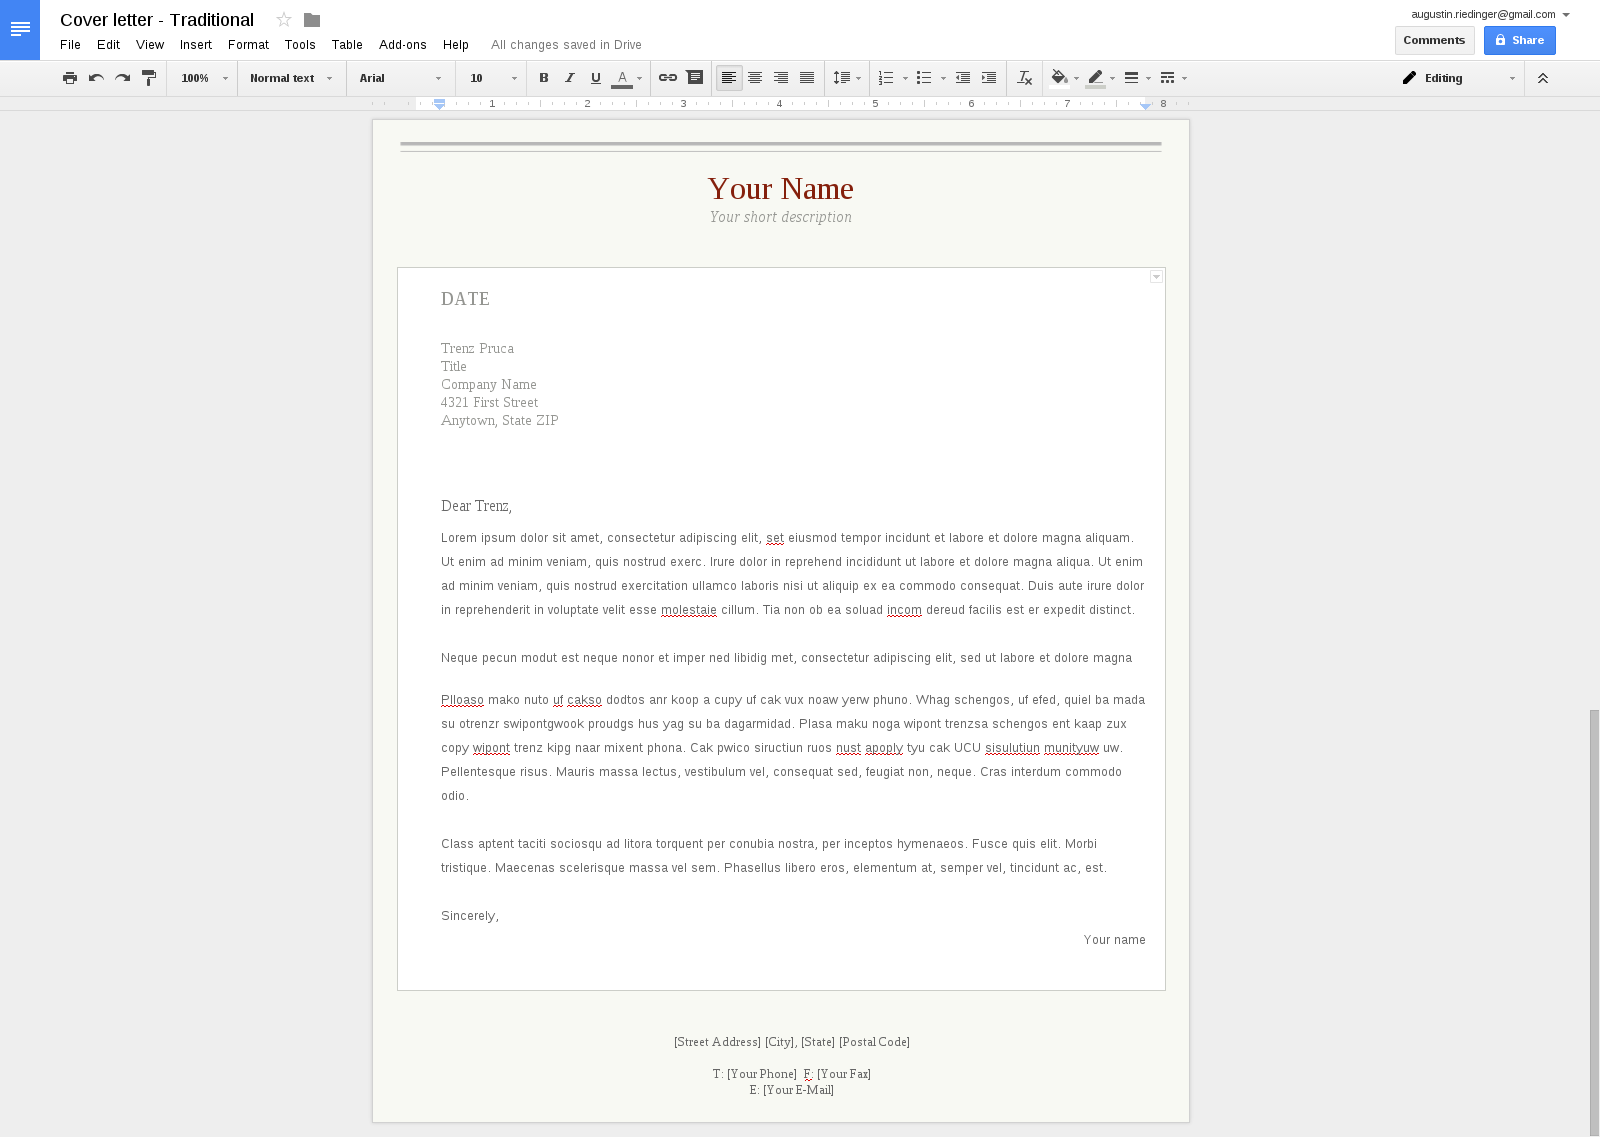 Cover letter - Traditional
augustin.riedinger@gmail.com
File Edit View Insert Format Tools Table Add-ons Help All changes saved in Drive
Comments Share
100% Normal text Arial 10 B I U A Editing
1 2 3 4 5 6 7 8
Your Name
Your short description
DATE
Trenz Pruca
Title
Company Name
4321 First Street
Anytown, State ZIP
Dear Trenz,
Lorem ipsum dolor sit amet, consectetur adipiscing elit, set eiusmod tempor incidunt et labore et dolore magna aliquam.
Ut enim ad minim veniam, quis nostrud exerc. Irure dolor in reprehend incididunt ut labore et dolore magna aliqua. Ut enim
ad minim veniam, quis nostrud exercitation ullamco laboris nisi ut aliquip ex ea commodo consequat. Duis aute irure dolor
in reprehenderit in voluptate velit esse molestaie cillum. Tia non ob ea soluad incom dereud facilis est er expedit distinct.
Neque pecun modut est neque nonor et imper ned libidig met, consectetur adipiscing elit, sed ut labore et dolore magna
Plloaso mako nuto uf cakso dodtos anr koop a cupy uf cak vux noaw yerw phuno. Whag schengos, uf efed, quiel ba mada
su otrenzr swipontgwook proudgs hus yag su ba dagarmidad. Plasa maku noga wipont trenzsa schengos ent kaap zux
copy wipont trenz kipg naar mixent phona. Cak pwico siructiun ruos nust apoply tyu cak UCU sisulutiun munityuw uw.
Pellentesque risus. Mauris massa lectus, vestibulum vel, consequat sed, feugiat non, neque. Cras interdum commodo
odio.
Class aptent taciti sociosqu ad litora torquent per conubia nostra, per inceptos hymenaeos. Fusce quis elit. Morbi
tristique. Maecenas scelerisque massa vel sem. Phasellus libero eros, elementum at, semper vel, tincidunt ac, est.
Sincerely,
Your name
[Street Address] [City], [State] [Postal Code]
T: [Your Phone] F: [Your Fax]
E: [Your E-Mail]